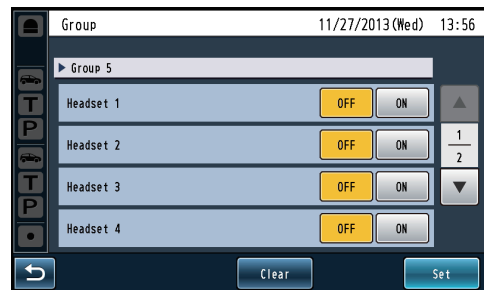 Group 11/27/2013(Wed) 13:56
Group 5
T
P
T
P
Headset 1 OFF ON
Headset 2 OFF ON
Headset 3 OFF ON
Headset 4 OFF ON
1
2
Clear Set